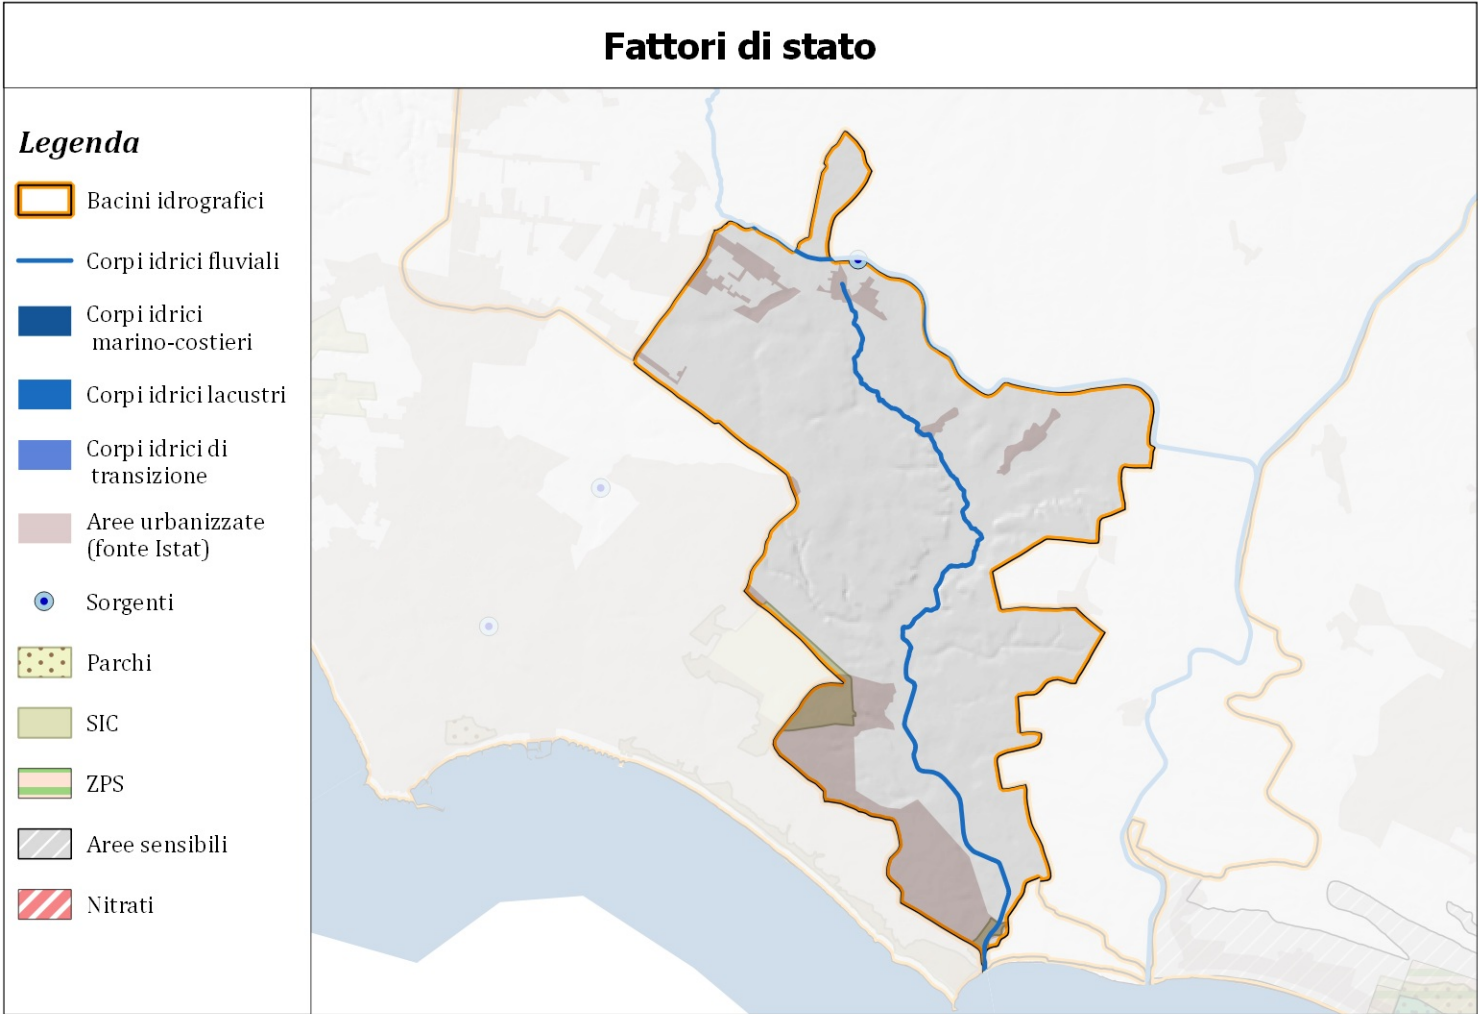 Fattori di stato
Legenda
Bacini idrografici
Corpi idrici fluviali
Corpi idrici
marino-costieri
Corpi idrici lacustri
Corpi idrici di
transizione
Aree urbanizzate
(fonte Istat)
Sorgenti
Parchi
SIC
ZPS
Aree sensibili
Nitrati